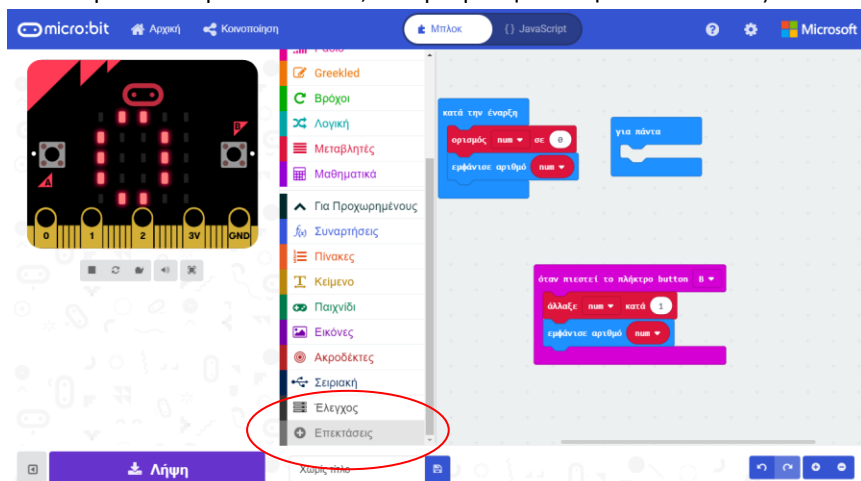 micro:bit Αρχική Κοινοποίηση Μπλοκ {} JavaScript ? Microsoft
Greekled
Βρόχοι
Λογική
Μεταβλητές
Μαθηματικά
Για Προχωρημένους
f(x) Συναρτήσεις
Πίνακες
Κείμενο
Παιχνίδι
Εικόνες
Ακροδέκτες
Σειριακή
Έλεγχος
Επεκτάσεις
A
B
0 1 2 3V GND
κατά την έναρξη
ορισμός num σε 0
εμφάνισε αριθμό num
για πάντα
όταν πιεστεί το πλήκτρο button B
άλλαξε num κατά 1
εμφάνισε αριθμό num
Λήψη
Χωρίς τίτλο